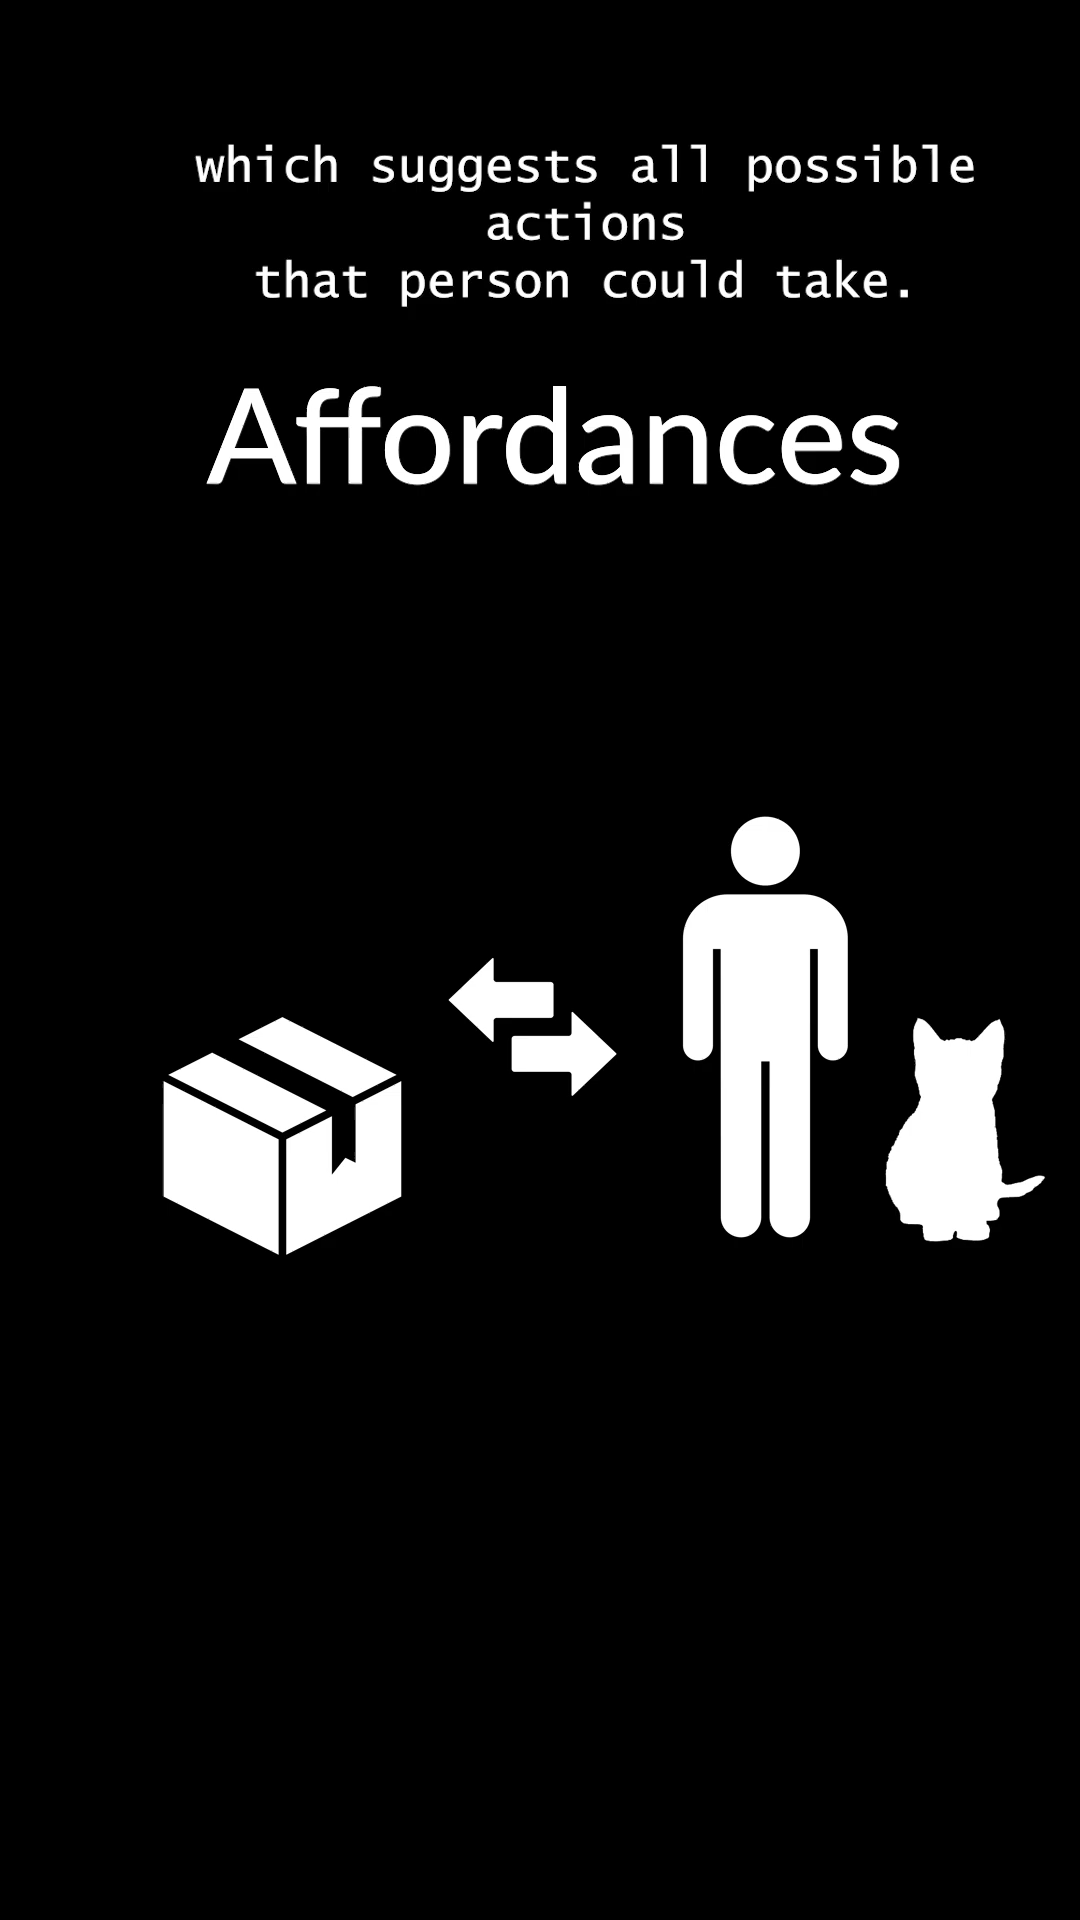 which suggests all possible
actions
that person could take.
Affordances